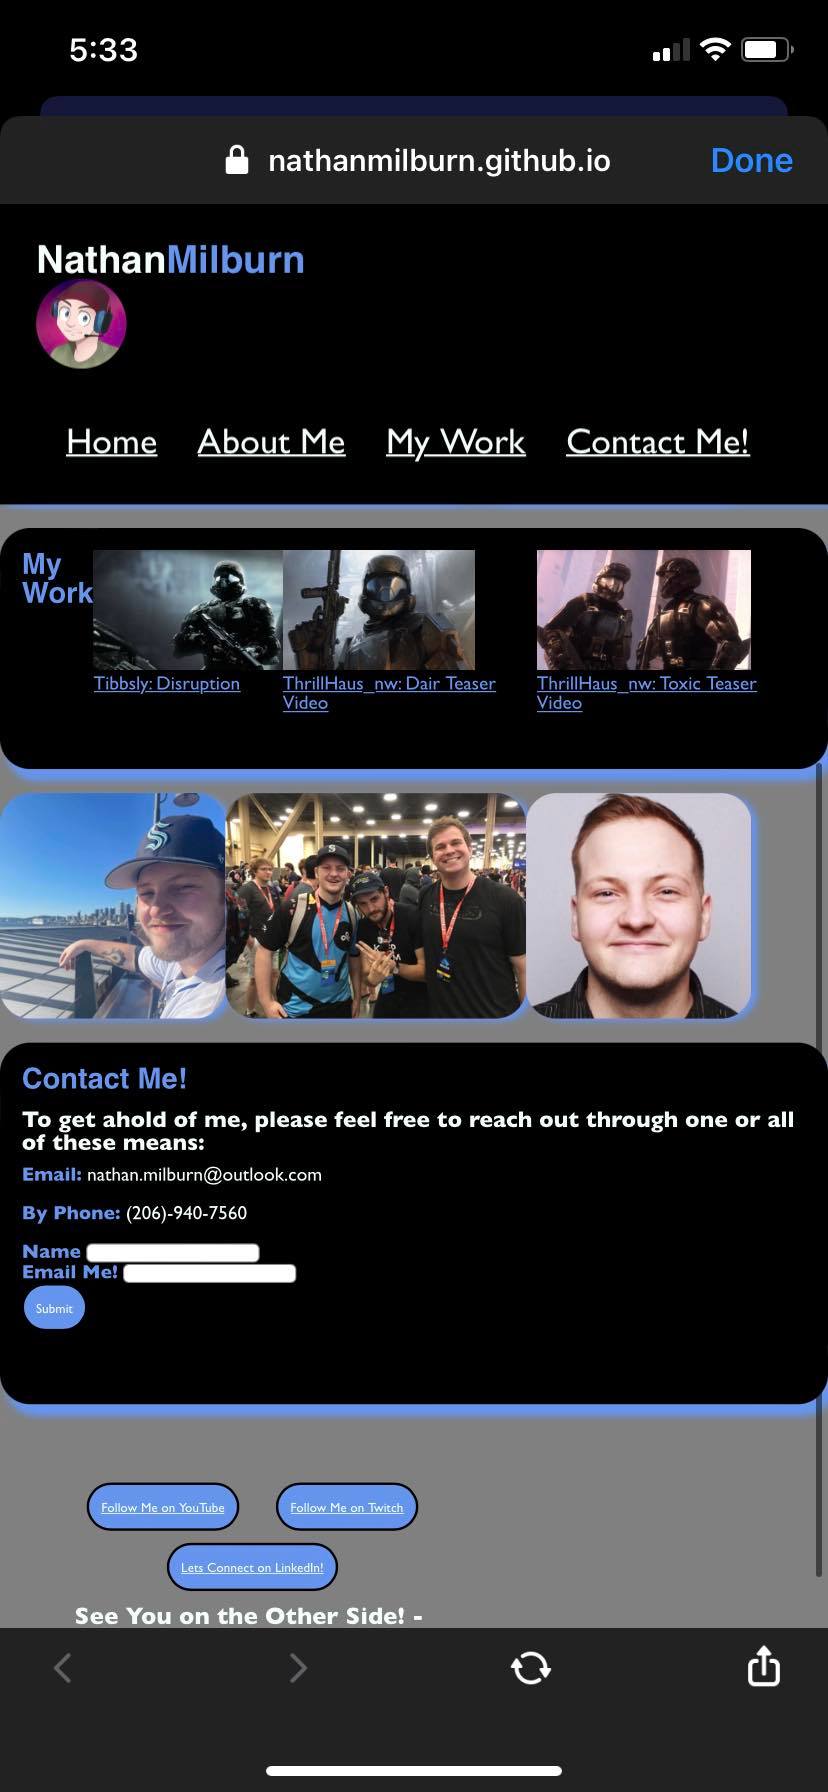 5:33
nathanmilburn.github.io
Done
NathanMilburn
Home About Me My Work Contact Me!
My
Work
Tibbsly: Disruption
ThrillHaus_nw: Dair Teaser
Video
ThrillHaus_nw: Toxic Teaser
Video
Contact Me!
To get ahold of me, please feel free to reach out through one or all
of these means:
Email: nathan.milburn@outlook.com
By Phone: (206)-940-7560
Name
Email Me!
Submit
Follow Me on YouTube
Follow Me on Twitch
Lets Connect on LinkedIn!
See You on the Other Side! -